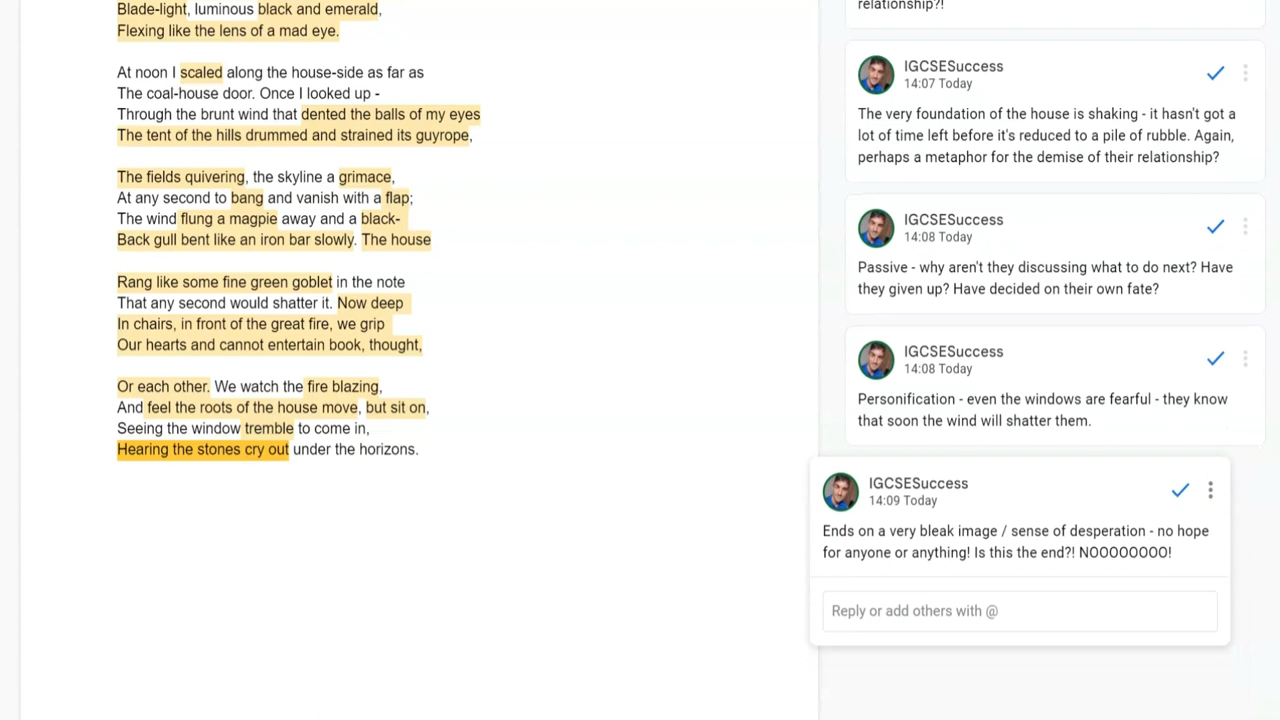 Blade-light, luminous black and emerald,
Flexing like the lens of a mad eye.
At noon I scaled along the house-side as far as
The coal-house door. Once I looked up -
Through the brunt wind that dented the balls of my eyes
The tent of the hills drummed and strained its guyrope,
The fields quivering, the skyline a grimace,
At any second to bang and vanish with a flap;
The wind flung a magpie away and a black-
Back gull bent like an iron bar slowly. The house
Rang like some fine green goblet in the note
That any second would shatter it. Now deep
In chairs, in front of the great fire, we grip
Our hearts and cannot entertain book, thought,
Or each other. We watch the fire blazing,
And feel the roots of the house move, but sit on,
Seeing the window tremble to come in,
Hearing the stones cry out under the horizons.
relationship?!
IGCSESuccess
14:07 Today
The very foundation of the house is shaking - it hasn't got a
lot of time left before it's reduced to a pile of rubble. Again,
perhaps a metaphor for the demise of their relationship?
IGCSESuccess
14:08 Today
Passive - why aren't they discussing what to do next? Have
they given up? Have decided on their own fate?
IGCSESuccess
14:08 Today
Personification - even the windows are fearful - they know
that soon the wind will shatter them.
IGCSESuccess
14:09 Today
Ends on a very bleak image / sense of desperation - no hope
for anyone or anything! Is this the end?! NOOOOOOOO!
Reply or add others with @